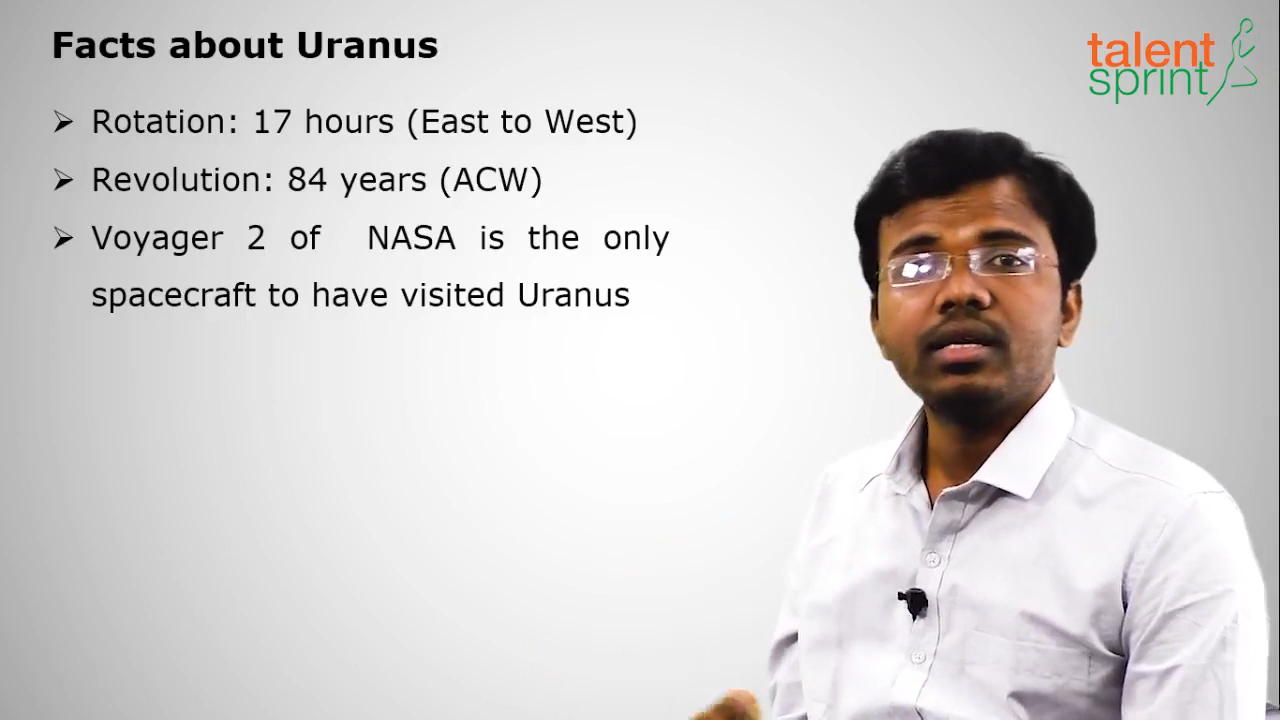 Facts about Uranus
talent
sprint
➢ Rotation: 17 hours (East to West)
➢ Revolution: 84 years (ACW)
➢ Voyager 2 of NASA is the only
spacecraft to have visited Uranus